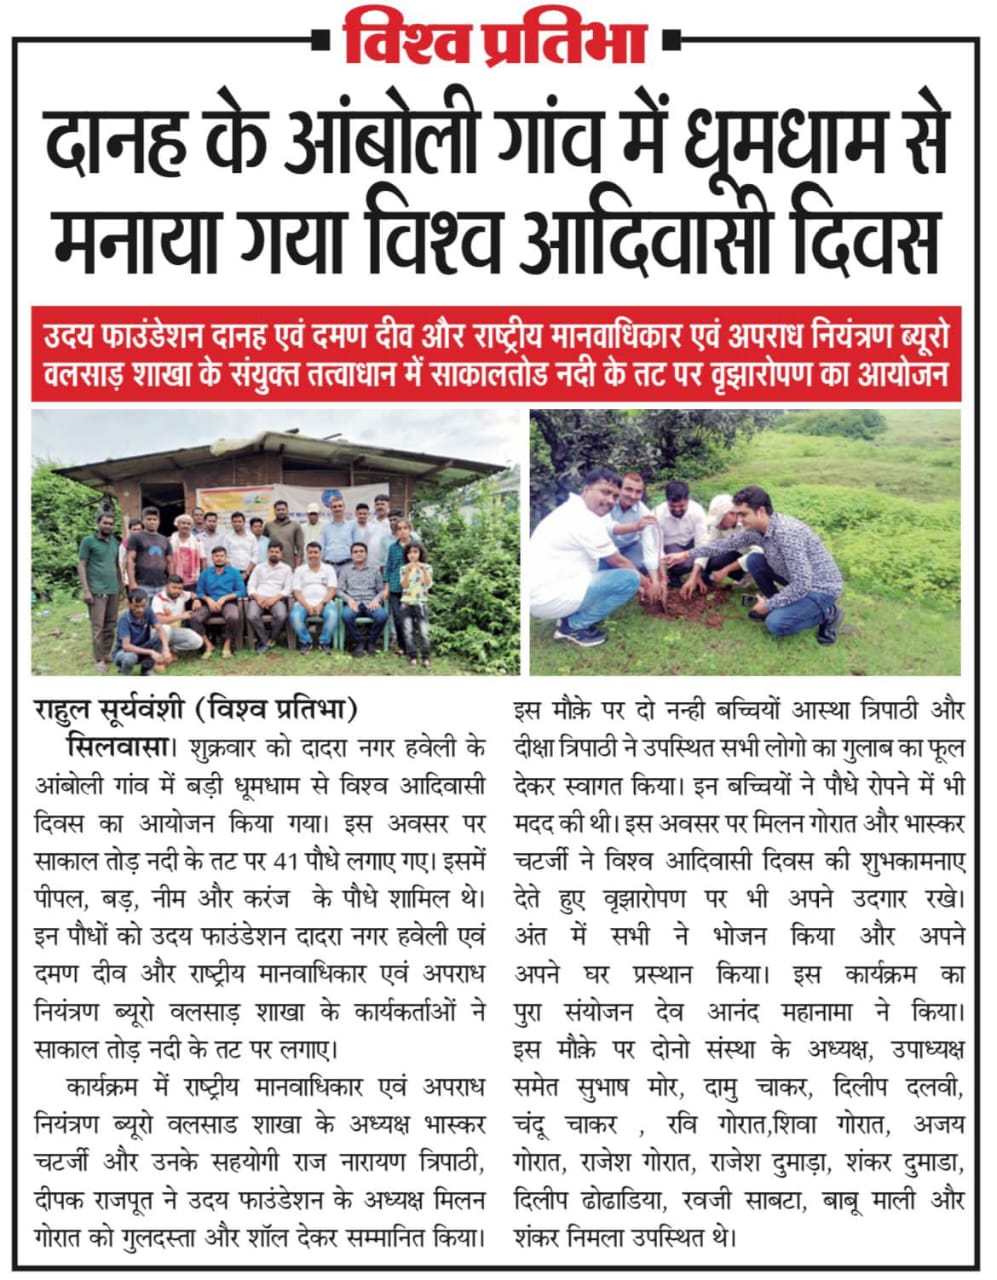 विश्व प्रतिभा
दानह के आंबोली गांव में धूमधाम से
मनाया गया विश्व आदिवासी दिवस
उदय फाउंडेशन दानह एवं दमण दीव और राष्ट्रीय मानवाधिकार एवं अपराध नियंत्रण ब्यूरो
वलसाड़ शाखा के संयुक्त तत्वाधान में साकालतोड नदी के तट पर वृझारोपण का आयोजन
राहुल सूर्यवंशी (विश्व प्रतिभा)
सिलवासा। शुक्रवार को दादरा नगर हवेली के
आंबोली गांव में बड़ी धूमधाम से विश्व आदिवासी
दिवस का आयोजन किया गया। इस अवसर पर
साकाल तोड़ नदी के तट पर 41 पौधे लगाए गए। इसमें
पीपल, बड़, नीम और करंज के पौधे शामिल थे।
इन पौधों को उदय फाउंडेशन दादरा नगर हवेली एवं
दमण दीव और राष्ट्रीय मानवाधिकार एवं अपराध
नियंत्रण ब्यूरो वलसाड़ शाखा के कार्यकर्ताओं ने
साकाल तोड़ नदी के तट पर लगाए।
कार्यक्रम में राष्ट्रीय मानवाधिकार एवं अपराध
नियंत्रण ब्यूरो वलसाड शाखा के अध्यक्ष भास्कर
चटर्जी और उनके सहयोगी राज नारायण त्रिपाठी,
दीपक राजपूत ने उदय फाउंडेशन के अध्यक्ष मिलन
गोरात को गुलदस्ता और शॉल देकर सम्मानित किया।
इस मौक़े पर दो नन्ही बच्चियों आस्था त्रिपाठी और
दीक्षा त्रिपाठी ने उपस्थित सभी लोगो का गुलाब का फूल
देकर स्वागत किया। इन बच्चियों ने पौधे रोपने में भी
मदद की थी। इस अवसर पर मिलन गोरात और भास्कर
चटर्जी ने विश्व आदिवासी दिवस की शुभकामनाए
देते हुए वृझारोपण पर भी अपने उदगार रखे।
अंत में सभी ने भोजन किया और अपने
अपने घर प्रस्थान किया। इस कार्यक्रम का
पुरा संयोजन देव आनंद महानामा ने किया।
इस मौक़े पर दोनो संस्था के अध्यक्ष, उपाध्यक्ष
समेत सुभाष मोर, दामु चाकर, दिलीप दलवी,
चंदू चाकर , रवि गोरात,शिवा गोरात, अजय
गोरात, राजेश गोरात, राजेश दुमाड़ा, शंकर दुमाडा,
दिलीप ढोढाडिया, रवजी साबटा, बाबू माली और
शंकर निमला उपस्थित थे।